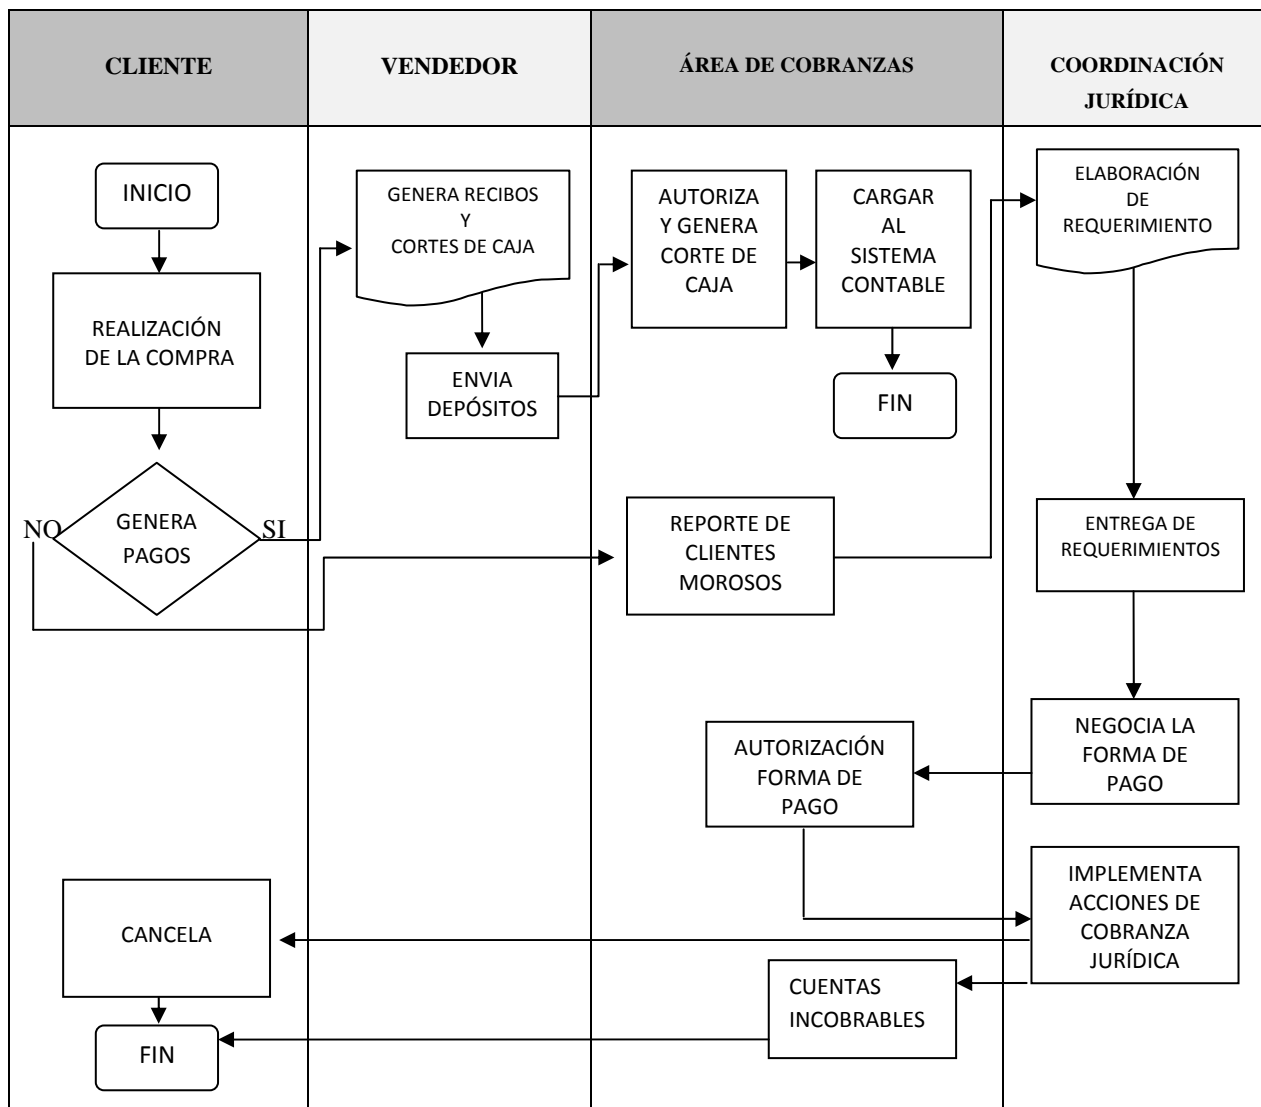 CLIENTE
VENDEDOR
ÁREA DE COBRANZAS
COORDINACIÓN
JURÍDICA
INICIO
REALIZACIÓN
DE LA COMPRA
GENERA
PAGOS
NO
SI
GENERA RECIBOS
Y
CORTES DE CAJA
ENVIA
DEPÓSITOS
AUTORIZA
Y GENERA
CORTE DE
CAJA
CARGAR
AL
SISTEMA
CONTABLE
FIN
REPORTE DE
CLIENTES
MOROSOS
ELABORACIÓN
DE
REQUERIMIENTO
ENTREGA DE
REQUERIMIENTOS
NEGOCIA LA
FORMA DE
PAGO
AUTORIZACIÓN
FORMA DE
PAGO
IMPLEMENTA
ACCIONES DE
COBRANZA
JURÍDICA
CANCELA
CUENTAS
INCOBRABLES
FIN